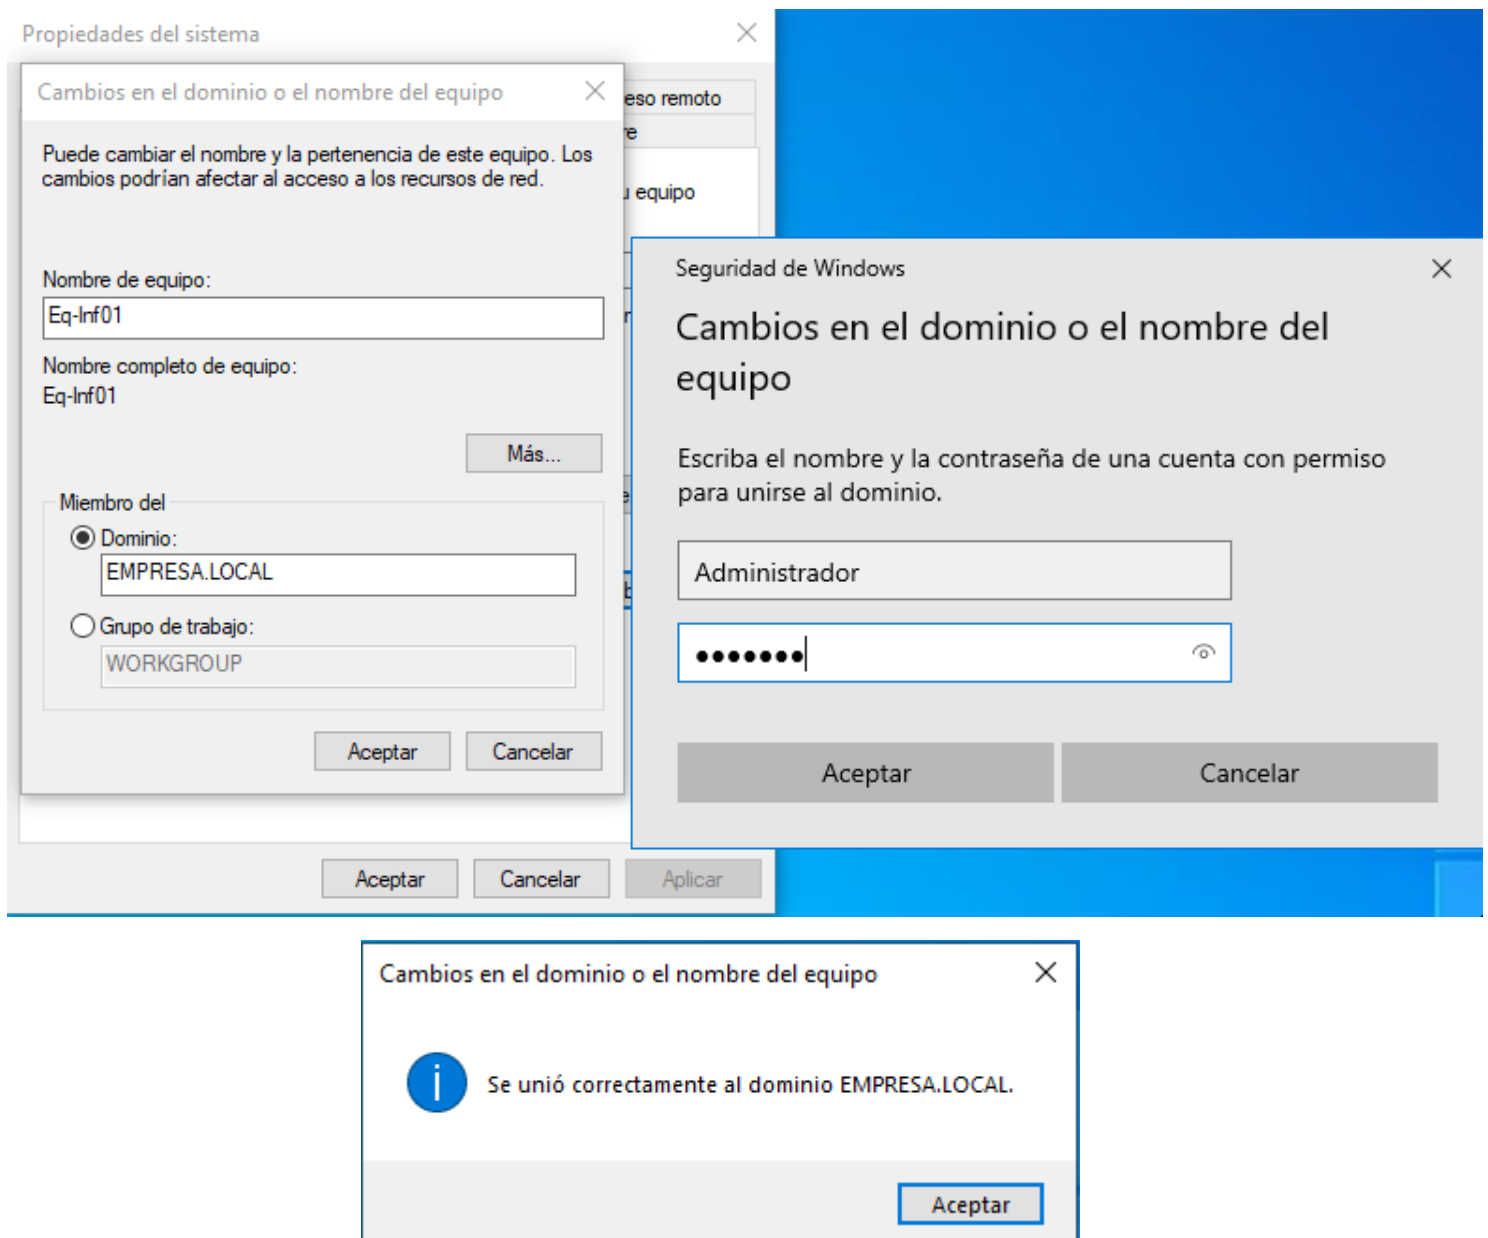 Propiedades del sistema
Cambios en el dominio o el nombre del equipo
eso remoto
re
Puede cambiar el nombre y la pertenencia de este equipo. Los
cambios podrían afectar al acceso a los recursos de red.
u equipo
Nombre de equipo:
Eq-Inf01
Nombre completo de equipo:
Eq-Inf01
Más...
Miembro del
Dominio:
EMPRESA.LOCAL
Grupo de trabajo:
WORKGROUP
Aceptar Cancelar
Aceptar Cancelar Aplicar
Seguridad de Windows
Cambios en el dominio o el nombre del
equipo
Escriba el nombre y la contraseña de una cuenta con permiso
para unirse al dominio.
Administrador
•••••••
Aceptar Cancelar
Cambios en el dominio o el nombre del equipo
Se unió correctamente al dominio EMPRESA.LOCAL.
Aceptar